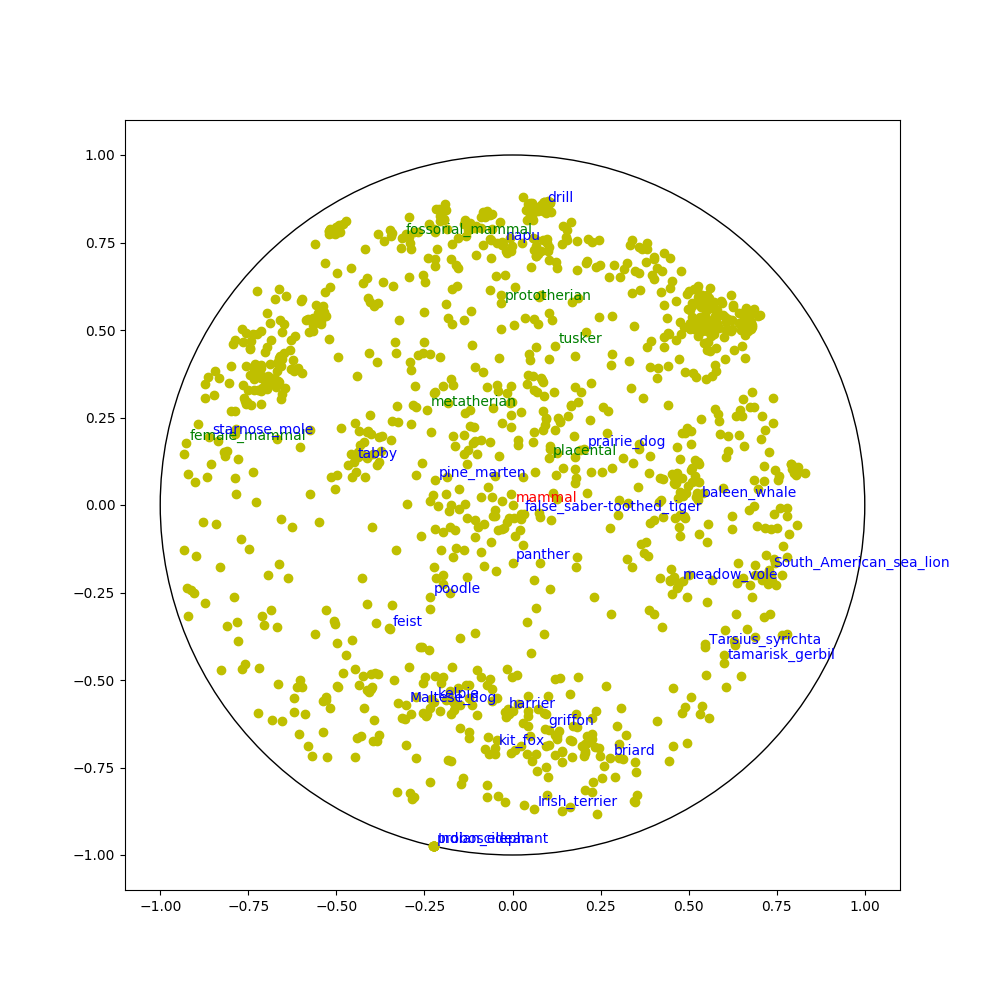 1.00
drill
0.75
fossorial_mammal
napu
prototherian
0.50
tusker
metatherian
0.25
starnose_mole
female_mammal
prairie_dog
tabby
placental
pine_marten
baleen_whale
mammal
0.00
false_saber-toothed_tiger
panther
South_American_sea_lion
meadow_vole
−0.25
poodle
feist
Tarsius_syrichta
tamarisk_gerbil
−0.50
kelpie
Maltese_dog
harrier
griffon
kit_fox
briard
−0.75
Irish_terrier
−1.00
−1.00 −0.75 −0.50 −0.25 0.00 0.25 0.50 0.75 1.00